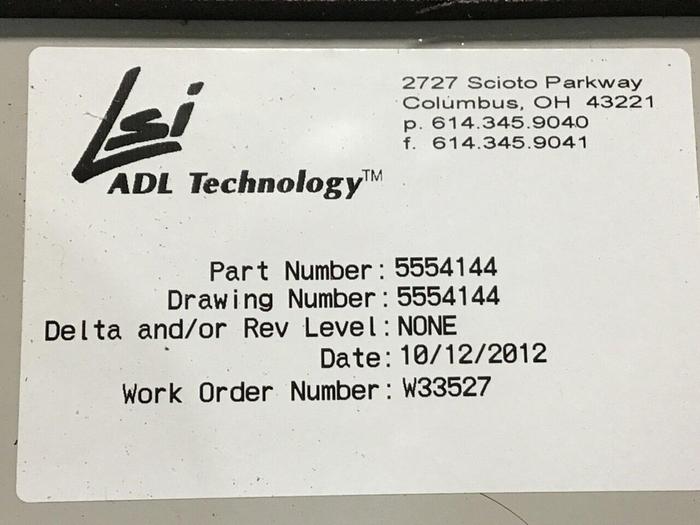 Lsi
ADL Technology™
2727 Scioto Parkway
Columbus, OH 43221
p. 614.345.9040
f. 614.345.9041
Part Number: 5554144
Drawing Number: 5554144
Delta and/or Rev Level: NONE
Date: 10/12/2012
Work Order Number: W33527